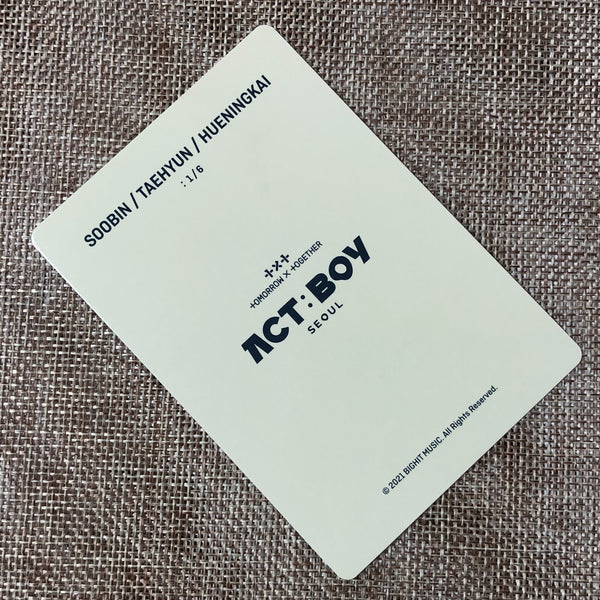 SOOBIN / TAEHYUN / HUENINGKAI
: 1/6
+x+
TOMORROW X TOGETHER
ACT:BOY
SEOUL
© 2021 BIGHIT MUSIC. All Rights Reserved.